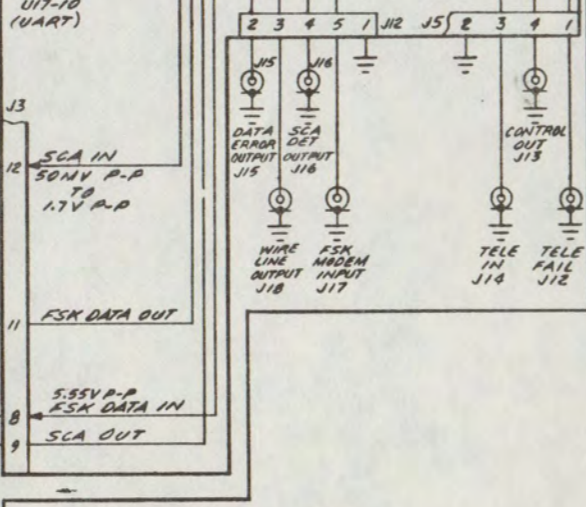 U17-10
(UART)
2 3 4 5 1 J12 J5 2 3 4 1
J15 J16
J3
DATA ERROR OUTPUT J15
SCA DET OUTPUT J16
CONTROL OUT J13
12 SCA IN
50MV P-P
TO
1.7V P-P
WIRE LINE OUTPUT J18
FSK MODEM INPUT J17
TELE IN J14
TELE FAIL J12
11 FSK DATA OUT
5.55V P-P
8 FSK DATA IN
9 SCA OUT